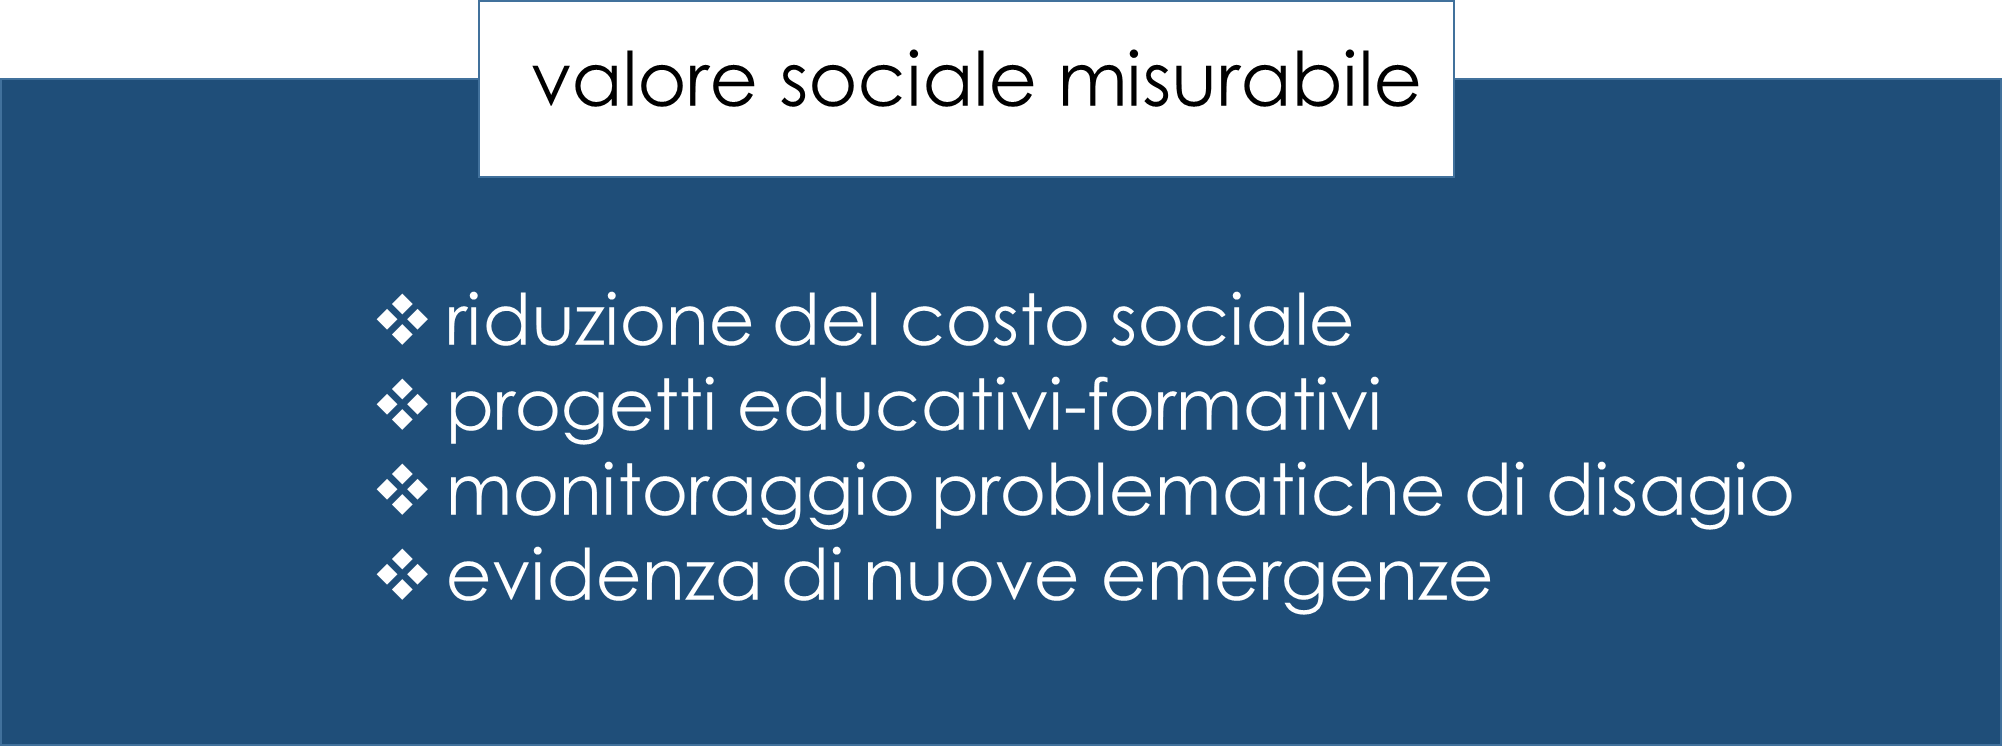 valore sociale misurabile
❖ riduzione del costo sociale
❖ progetti educativi-formativi
❖ monitoraggio problematiche di disagio
❖ evidenza di nuove emergenze